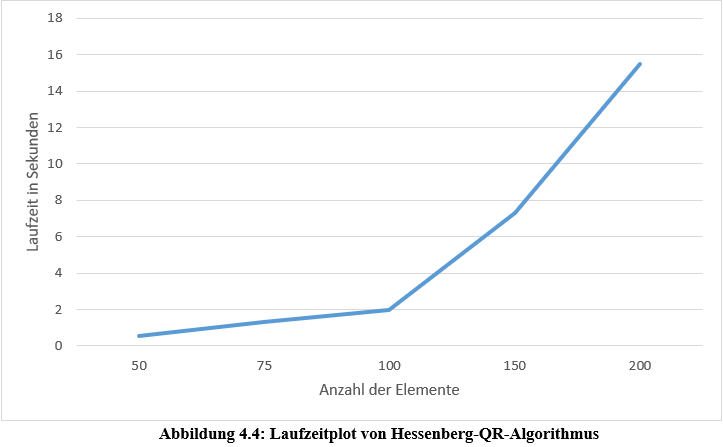 18
16
14
12
10
8
6
4
2
0
Laufzeit in Sekunden
50 75 100 150 200
Anzahl der Elemente
Abbildung 4.4: Laufzeitplot von Hessenberg-QR-Algorithmus